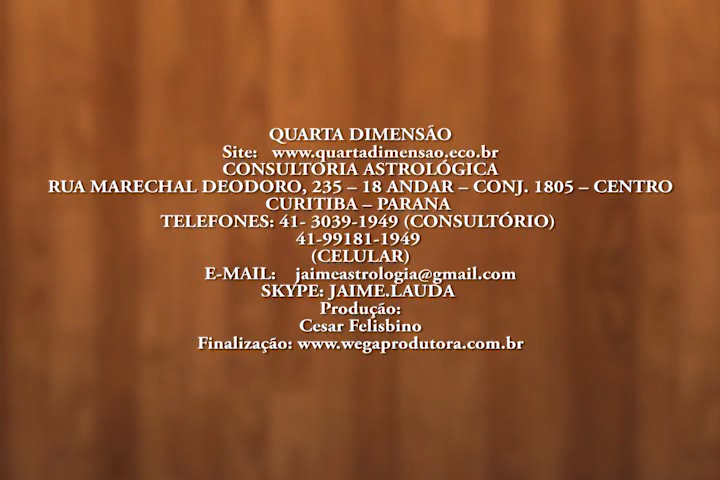 QUARTA DIMENSÃO
Site: www.quartadimensao.eco.br
CONSULTORIA ASTROLÓGICA
RUA MARECHAL DEODORO, 235 – 18 ANDAR – CONJ. 1805 – CENTRO
CURITIBA – PARANA
TELEFONES: 41- 3039-1949 (CONSULTÓRIO)
41-99181-1949
(CELULAR)
E-MAIL: jaimeastrologia@gmail.com
SKYPE: JAIME.LAUDA
Produção:
Cesar Felisbino
Finalização: www.wegaprodutora.com.br